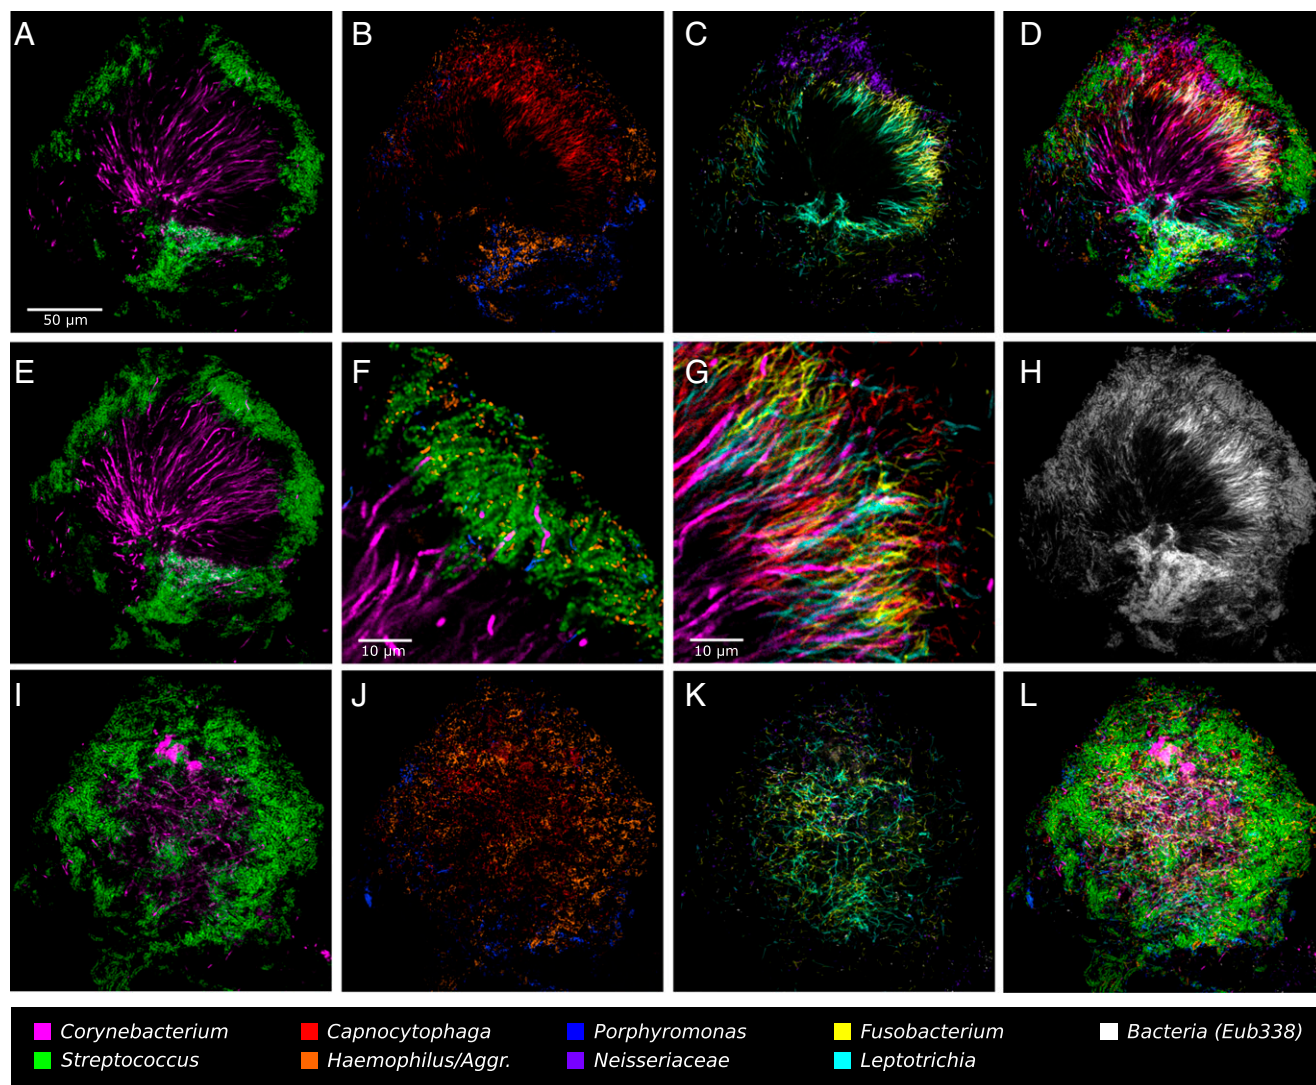 A
B
C
D
50 μm
E
F
G
H
10 μm
10 μm
I
J
K
L
Corynebacterium
Capnocytophaga
Porphyromonas
Fusobacterium
Bacteria (Eub338)
Streptococcus
Haemophilus/Aggr.
Neisseriaceae
Leptotrichia